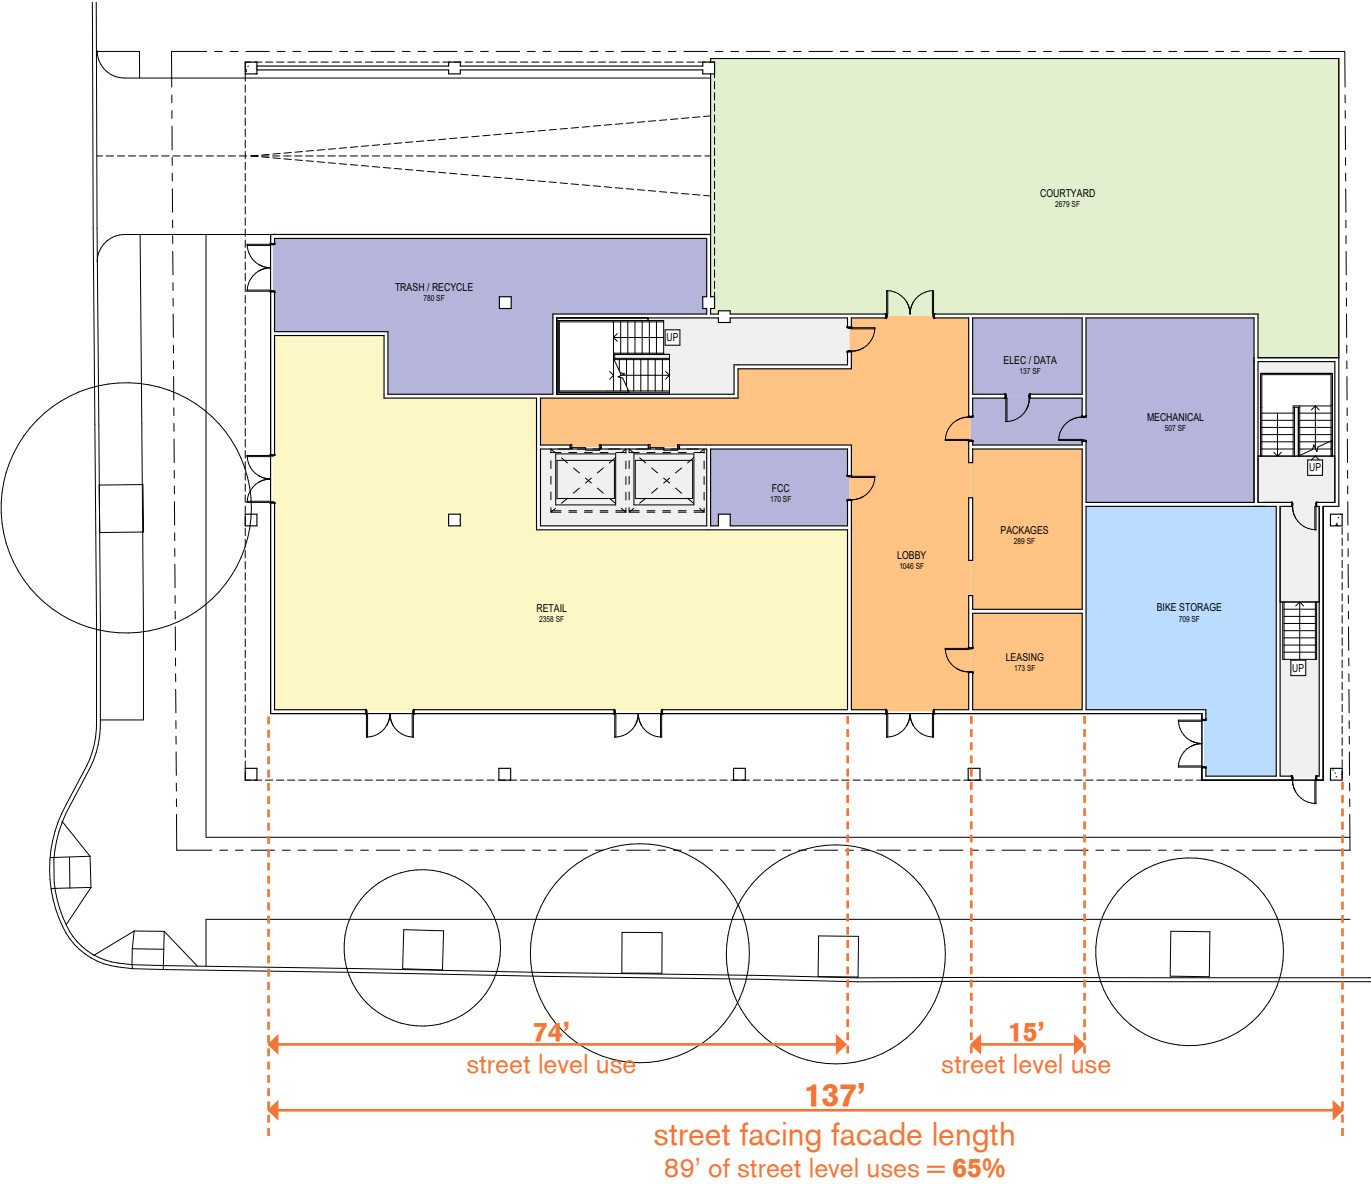 COURTYARD
2679 SF
TRASH / RECYCLE
780 SF
UP
ELEC / DATA
137 SF
MECHANICAL
507 SF
UP
FCC
170 SF
PACKAGES
289 SF
LOBBY
1046 SF
RETAIL
2358 SF
BIKE STORAGE
709 SF
LEASING
173 SF
UP
74’
street level use
15’
street level use
137’
street facing facade length
89’ of street level uses = 65%